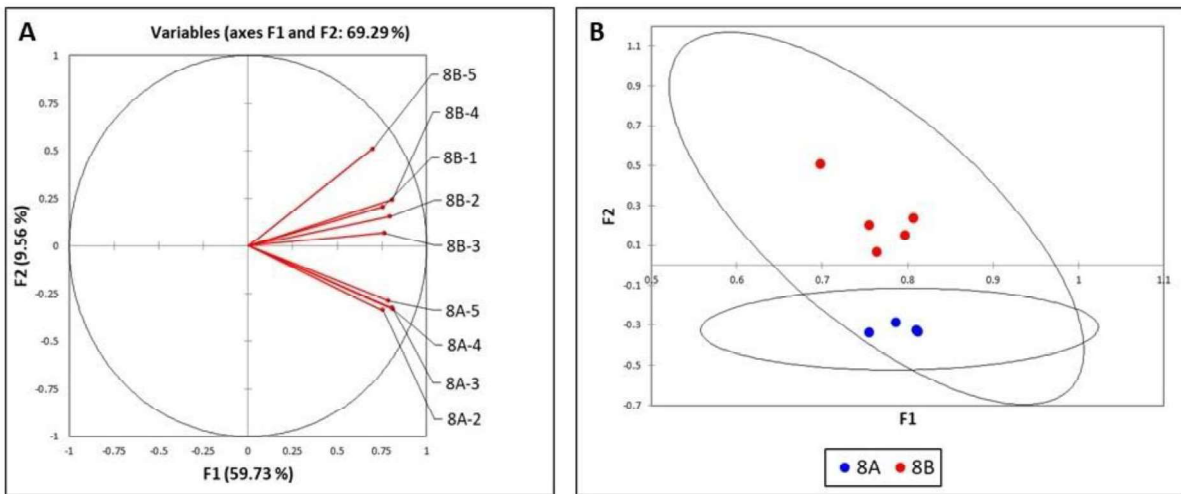 A
Variables (axes F1 and F2: 69.29 %)
F2 (9.56 %)
1
0.75
0.5
0.25
0
-0.25
-0.5
-0.75
-1
-1 -0.75 -0.5 -0.25 0 0.25 0.5 0.75 1
F1 (59.73 %)
8B-5
8B-4
8B-1
8B-2
8B-3
8A-5
8A-4
8A-3
8A-2
B
F2
1.1
0.9
0.7
0.5
0.3
0.1
-0.1
-0.3
-0.5
-0.7
0.5 0.6 0.7 0.8 0.9 1 1.1
F1
8A 8B